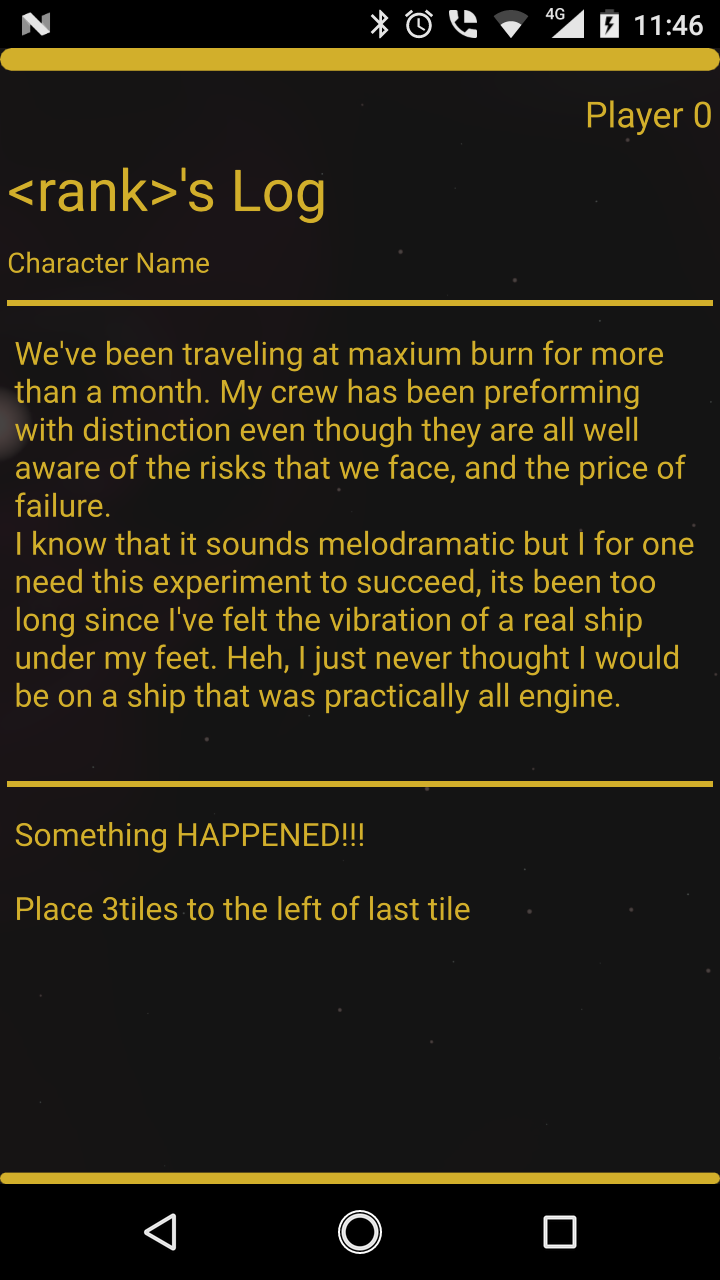 4G 11:46
Player 0
<rank>'s Log
Character Name
We've been traveling at maxium burn for more
than a month. My crew has been preforming
with distinction even though they are all well
aware of the risks that we face, and the price of
failure.
I know that it sounds melodramatic but I for one
need this experiment to succeed, its been too
long since I've felt the vibration of a real ship
under my feet. Heh, I just never thought I would
be on a ship that was practically all engine.
Something HAPPENED!!!
Place 3tiles to the left of last tile